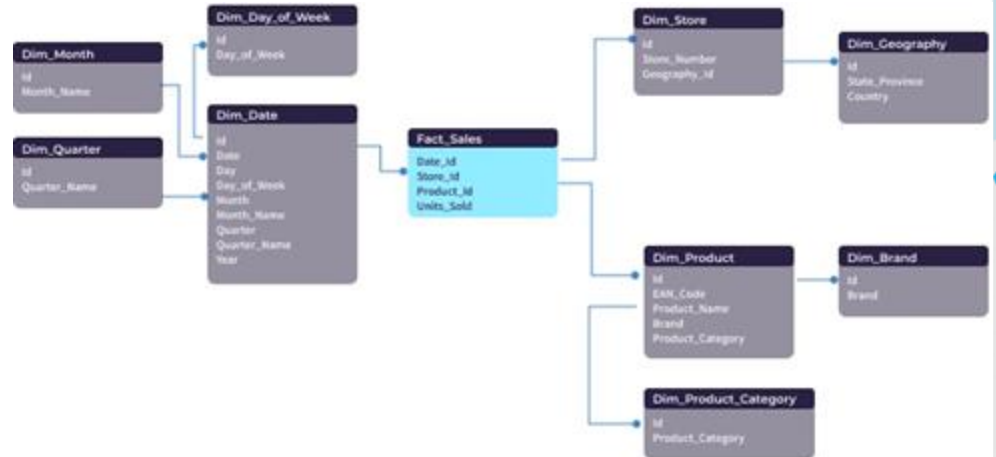 Dim_Day_of_Week
Id
Day_of_Week
Dim_Month
Id
Month_Name
Dim_Quarter
Id
Quarter_Name
Dim_Date
Id
Date
Day
Day_of_Week
Month
Month_Name
Quarter
Quarter_Name
Year
Fact_Sales
Date_Id
Store_Id
Product_Id
Units_Sold
Dim_Store
Id
Store_Number
Geography_Id
Dim_Geography
Id
State_Province
Country
Dim_Product
Id
EAN_Code
Product_Name
Brand
Product_Category
Dim_Brand
Id
Brand
Dim_Product_Category
Id
Product_Category